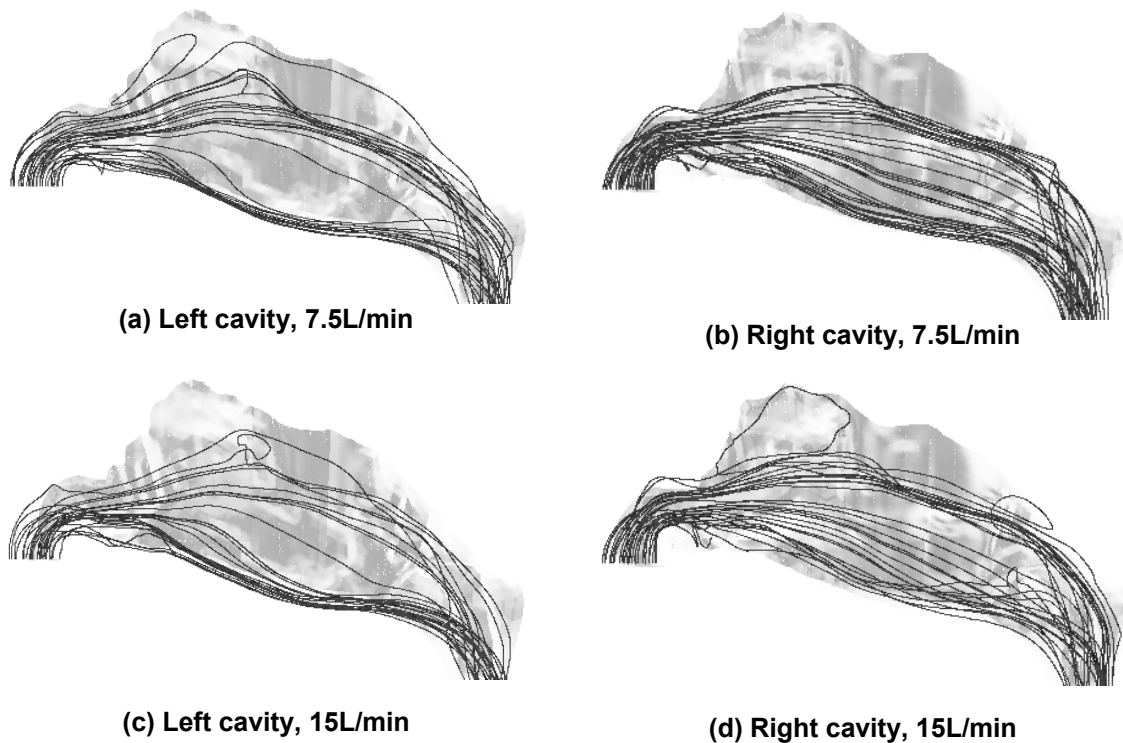 (a) Left cavity, 7.5L/min
(b) Right cavity, 7.5L/min
(c) Left cavity, 15L/min
(d) Right cavity, 15L/min